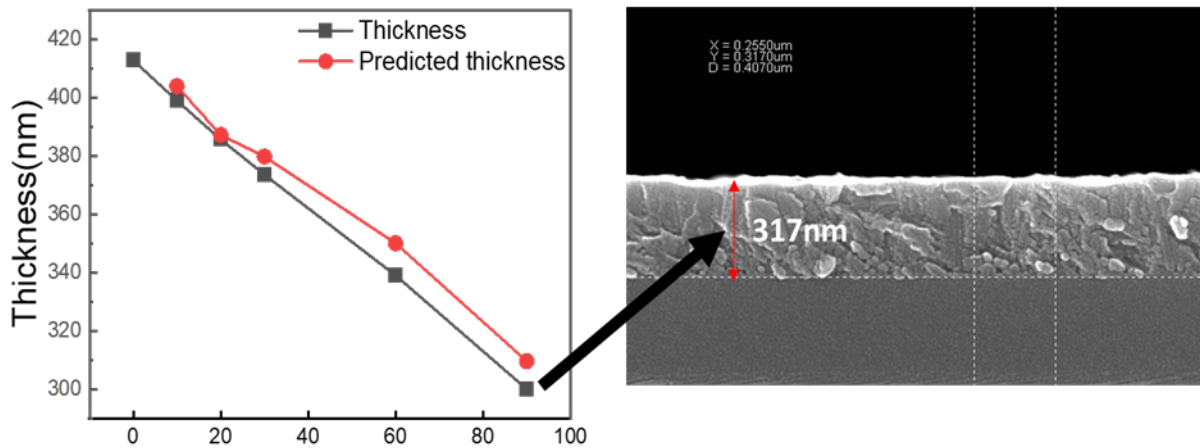 Thickness
Predicted thickness
Thickness(nm)
420
400
380
360
340
320
300
0 20 40 60 80 100
X = 0.2550um
Y = 0.3170um
D = 0.4070um
317nm